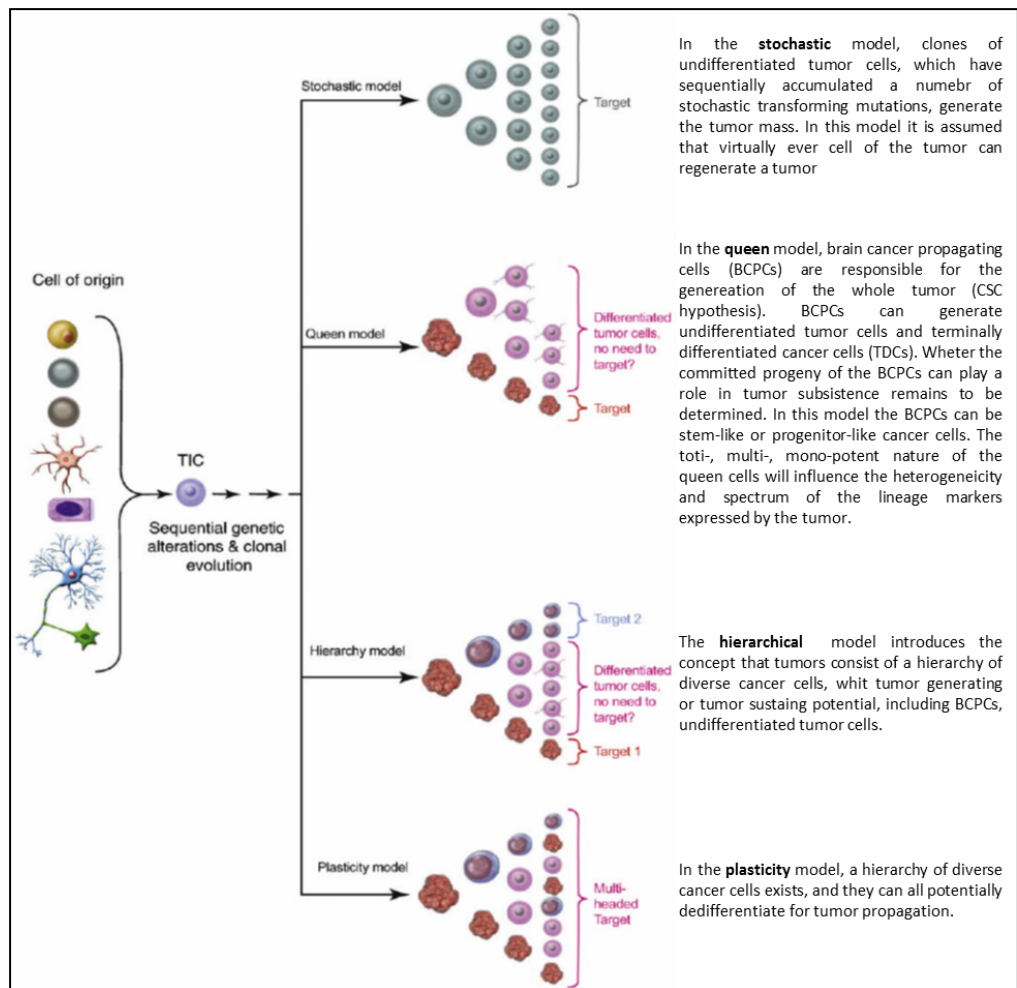 Stochastic model
Target
In the stochastic model, clones of
undifferentiated tumor cells, which have
sequentially accumulated a numebr of
stochastic transforming mutations, generate
the tumor mass. In this model it is assumed
that virtually ever cell of the tumor can
regenerate a tumor
Cell of origin
TIC
Sequential genetic
alterations & clonal
evolution
Queen model
Differentiated
tumor cells,
no need to
target?
Target
In the queen model, brain cancer propagating
cells (BCPCs) are responsible for the
genereation of the whole tumor (CSC
hypothesis). BCPCs can generate
undifferentiated tumor cells and terminally
differentiated cancer cells (TDCs). Wheter the
committed progeny of the BCPCs can play a
role in tumor subsistence remains to be
determined. In this model the BCPCs can be
stem-like or progenitor-like cancer cells. The
toti-, multi-, mono-potent nature of the
queen cells will influence the heterogeneicity
and spectrum of the lineage markers
expressed by the tumor.
Hierarchy model
Target 2
Differentiated
tumor cells,
no need to
target?
Target 1
The hierarchical model introduces the
concept that tumors consist of a hierarchy of
diverse cancer cells, whit tumor generating
or tumor sustaing potential, including BCPCs,
undifferentiated tumor cells.
Plasticity model
Multi-
headed
Target
In the plasticity model, a hierarchy of diverse
cancer cells exists, and they can all potentially
dedifferentiate for tumor propagation.